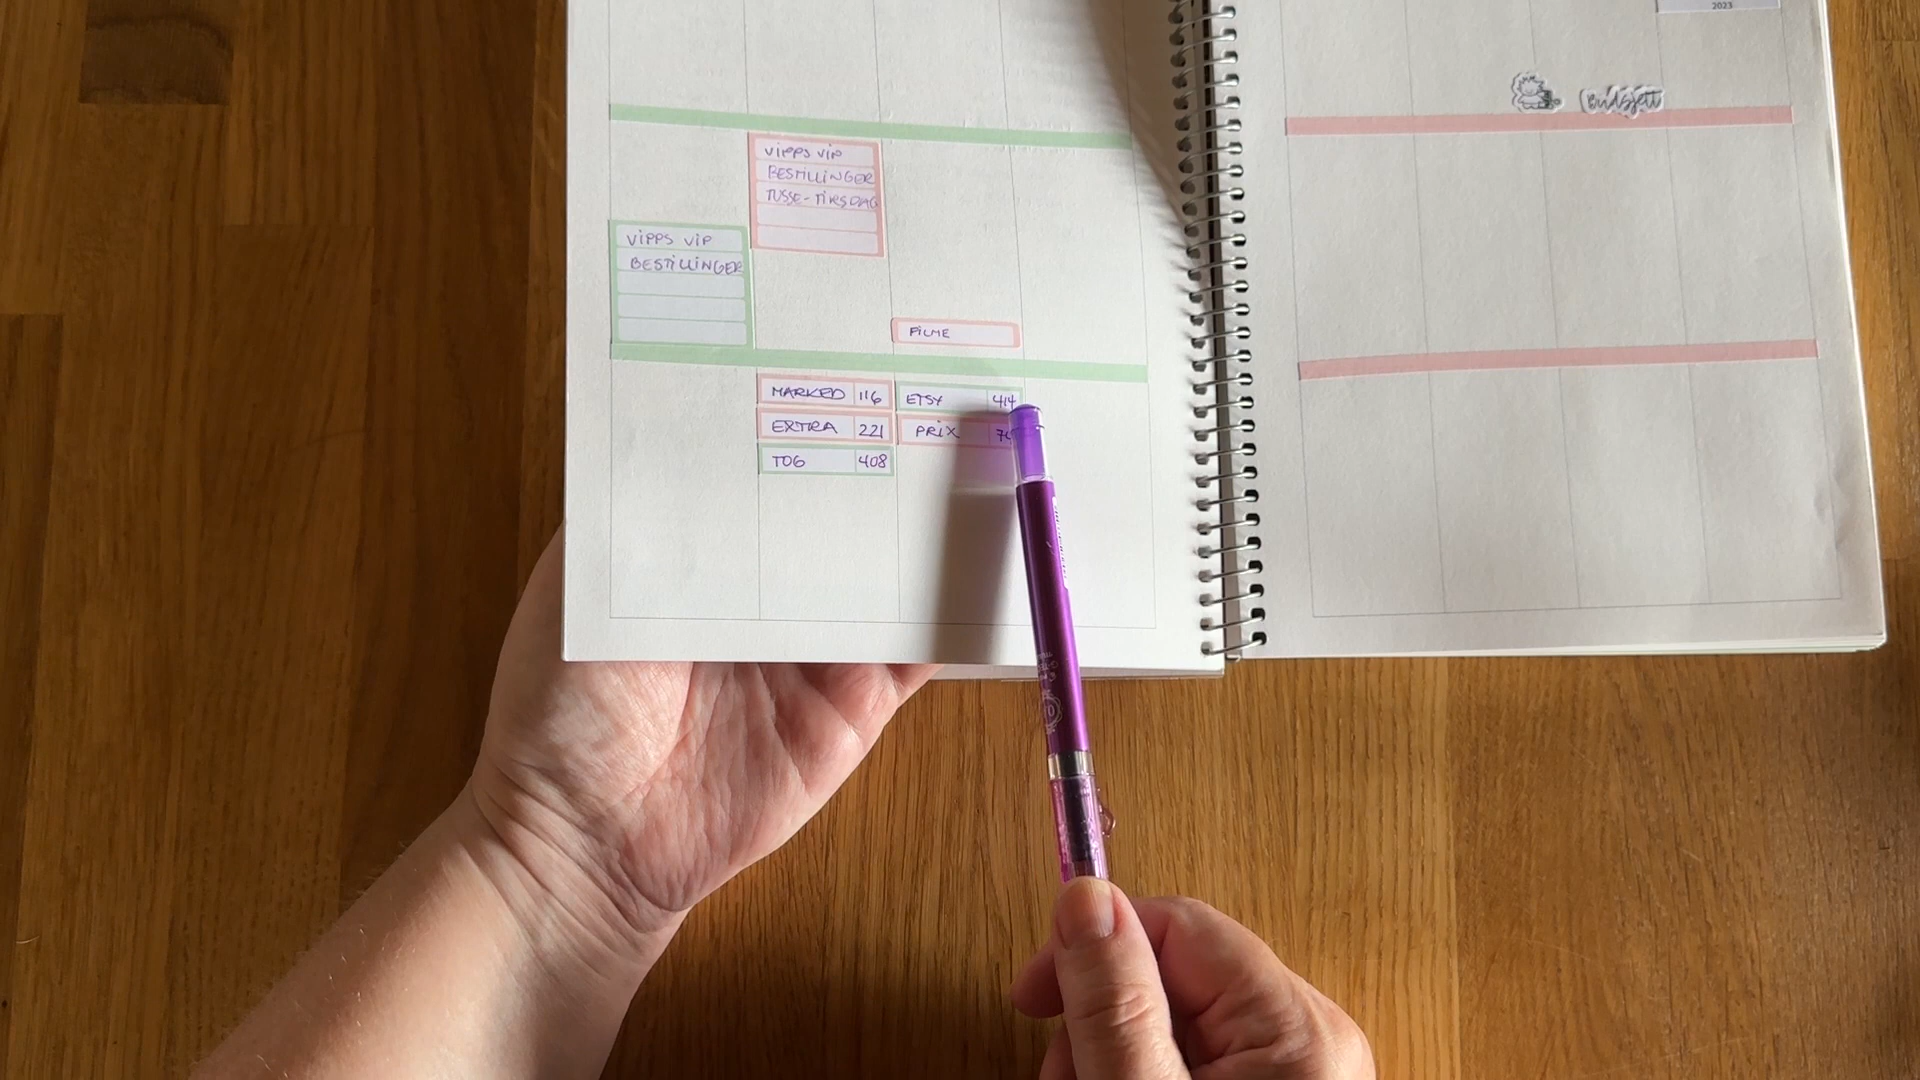 2023
Budsjett
VIPPS VIP
BESTILLINGER
TUSSE-TIRSDAG
VIPPS VIP
BESTILLINGER
FILME
MARKED 116
EXTRA 221
TOG 408
ETSY 414
PRIX